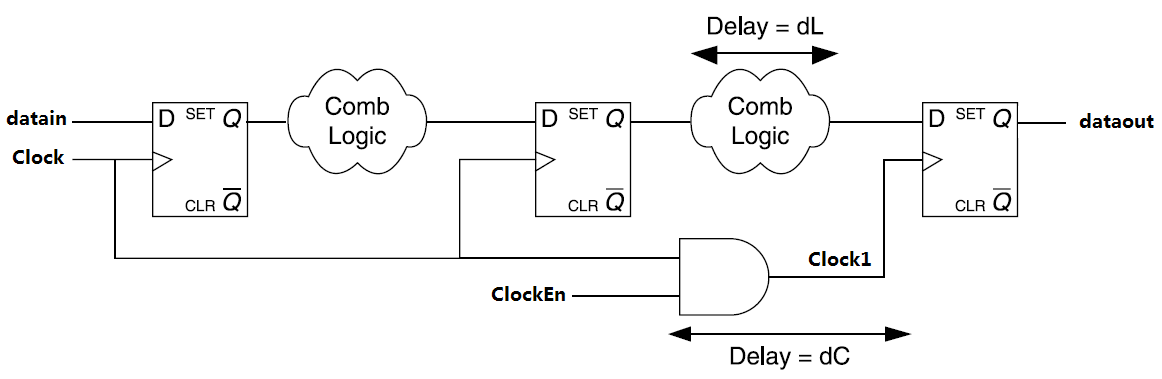 Delay = dL
datain
D SET Q
Comb
Logic
D SET Q
Comb
Logic
D SET Q
dataout
Clock
CLR Q̅
CLR Q̅
CLR Q̅
Clock1
ClockEn
Delay = dC